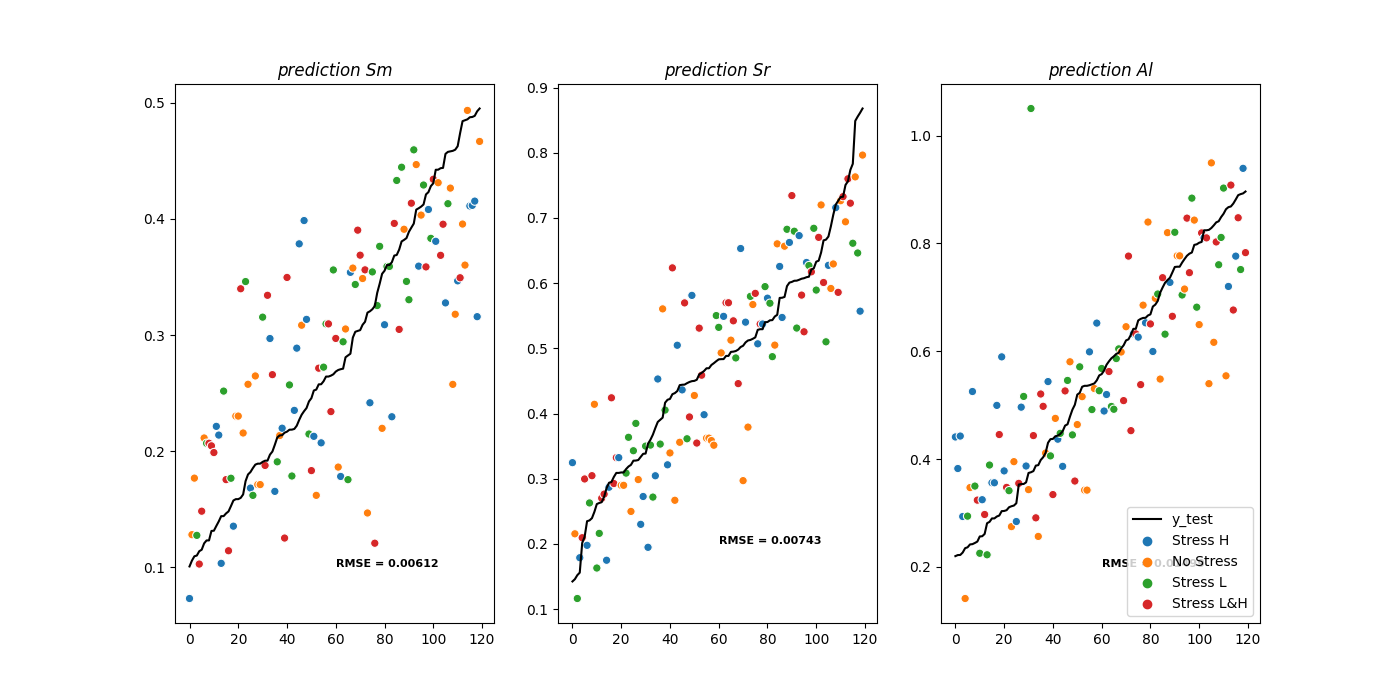 prediction Sm
prediction Sr
prediction Al
0.5
0.4
0.3
0.2
0.1
0 20 40 60 80 100 120
RMSE = 0.00612
0.9
0.8
0.7
0.6
0.5
0.4
0.3
0.2
0.1
0 20 40 60 80 100 120
RMSE = 0.00743
1.0
0.8
0.6
0.4
0.2
0 20 40 60 80 100 120
RMSE
y_test
Stress H
No Stress
Stress L
Stress L&H